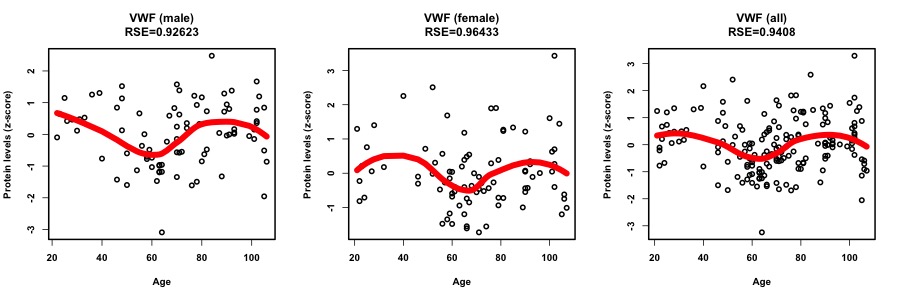 VWF (male)
RSE=0.92623
Protein levels (z-score)
2
1
0
-1
-2
-3
20 40 60 80 100
Age
VWF (female)
RSE=0.96433
Protein levels (z-score)
3
2
1
0
-1
20 40 60 80 100
Age
VWF (all)
RSE=0.9408
Protein levels (z-score)
3
2
1
0
-1
-2
-3
20 40 60 80 100
Age